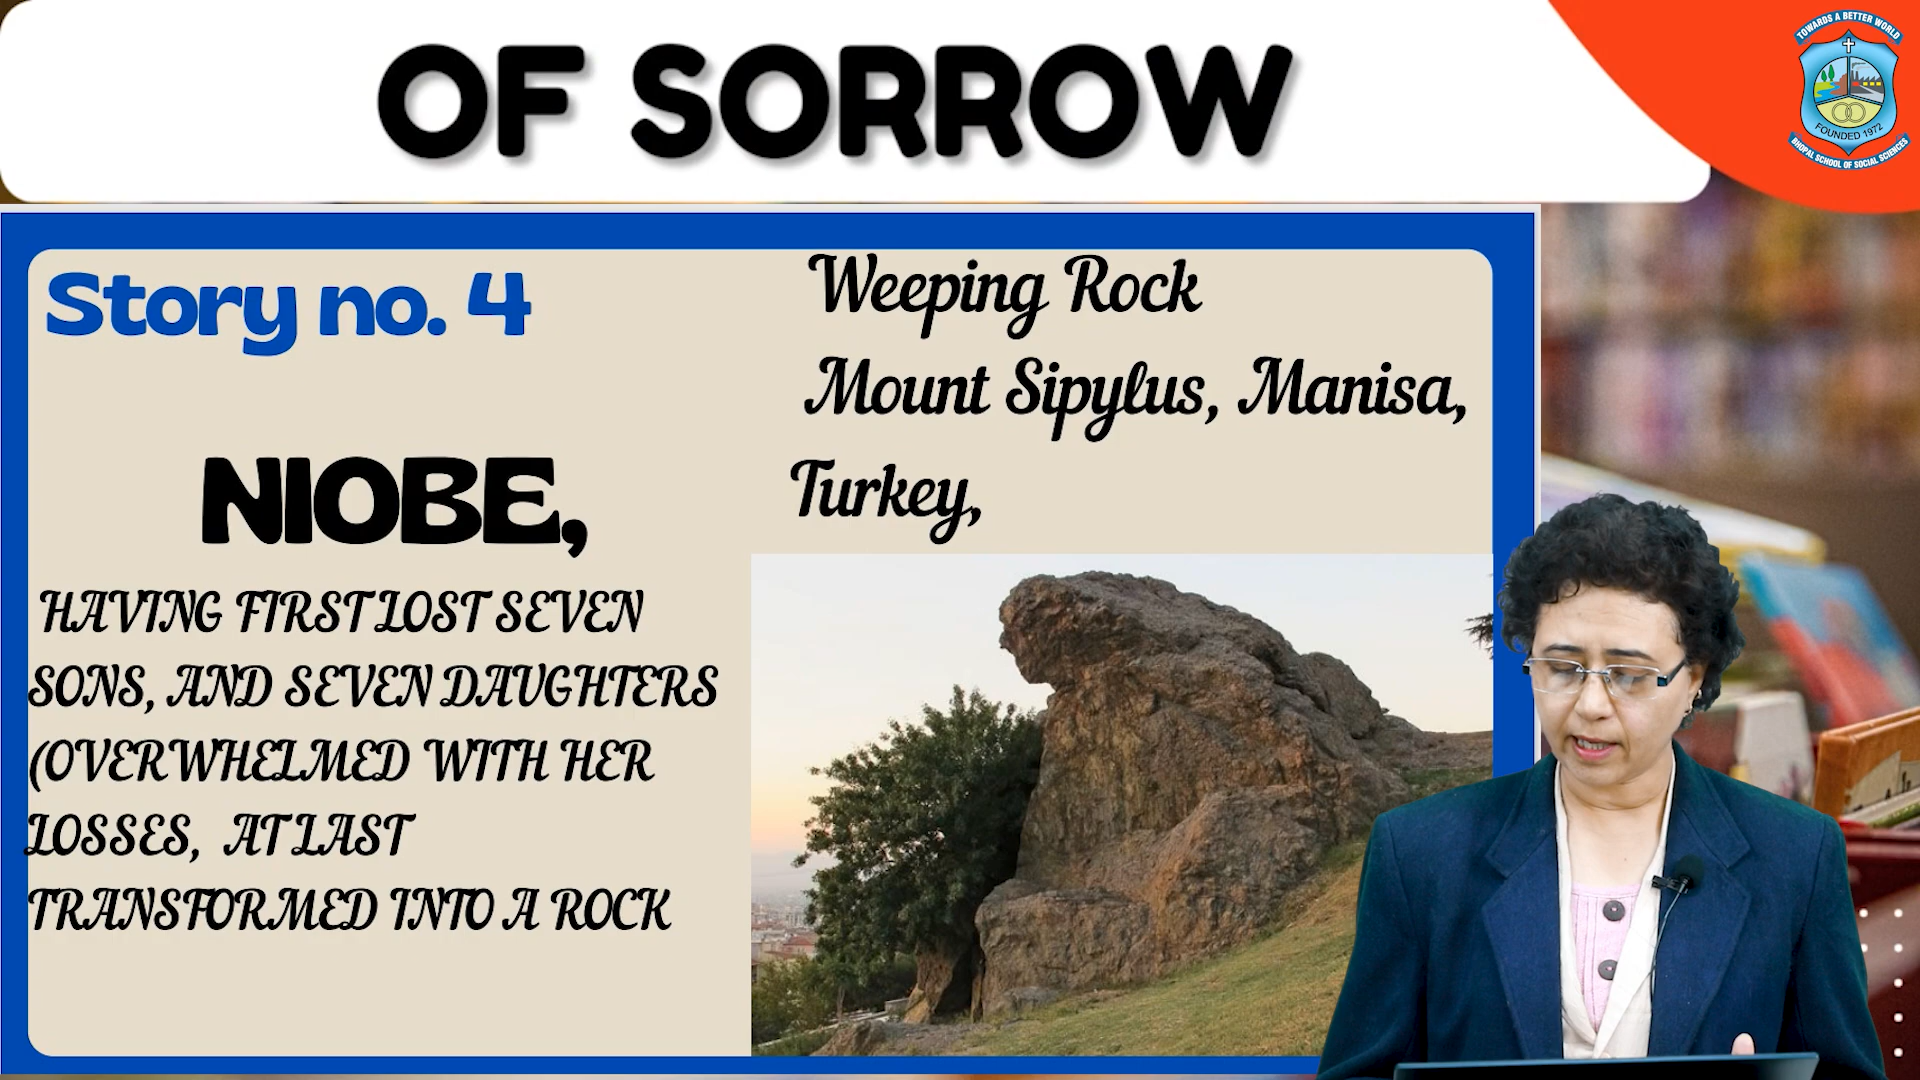 OF SORROW
TOWARDS A BETTER WORLD
FOUNDED 1972
BHOPAL SCHOOL OF SOCIAL SCIENCES
Story no. 4
NIOBE,
HAVING FIRST LOST SEVEN
SONS, AND SEVEN DAUGHTERS
(OVERWHELMED WITH HER
LOSSES, AT LAST
TRANSFORMED INTO A ROCK
Weeping Rock
Mount Sipylus, Manisa,
Turkey,